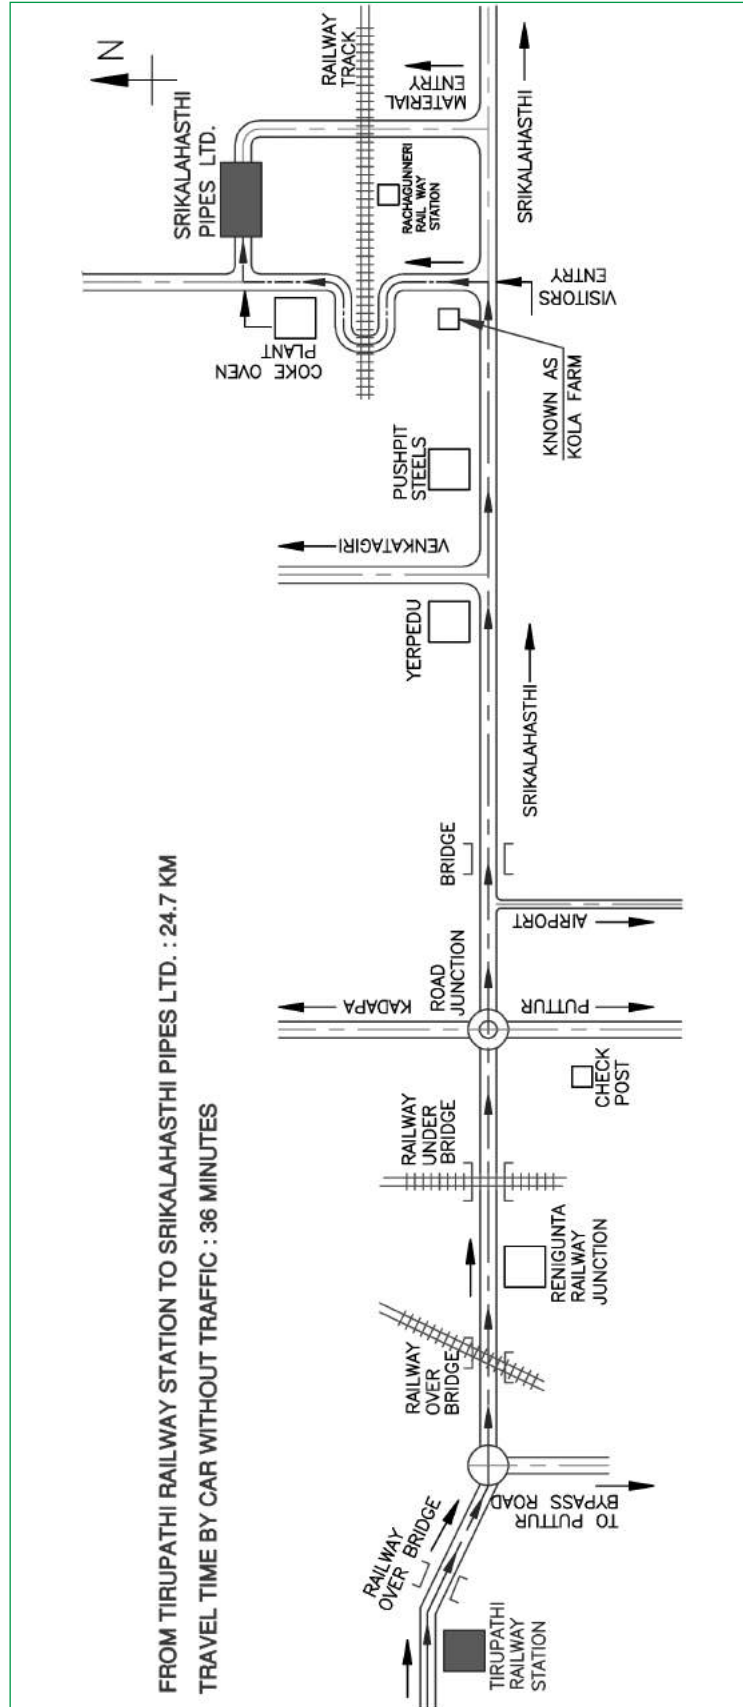 FROM TIRUPATHI RAILWAY STATION TO SRIKALAHASTHI PIPES LTD. : 24.7 KM
TRAVEL TIME BY CAR WITHOUT TRAFFIC : 36 MINUTES
N
SRIKALAHASTHI
PIPES LTD.
RAILWAY
TRACK
MATERIAL
ENTRY
SRIKALAHASTHI
RACHAGUNNERI
RAIL WAY
STATION
VISITORS
ENTRY
COKE OVEN
PLANT
KNOWN AS
KOLA FARM
PUSHPIT
STEELS
VENKATAGIRI
YERPEDU
SRIKALAHASTHI
BRIDGE
AIRPORT
ROAD
JUNCTION
KADAPA
PUTTUR
CHECK
POST
RAILWAY
UNDER
BRIDGE
RENIGUNTA
RAILWAY
JUNCTION
RAILWAY
OVER
BRIDGE
TO PUTTUR
BYPASS ROAD
RAILWAY
OVER BRIDGE
TIRUPATHI
RAILWAY
STATION